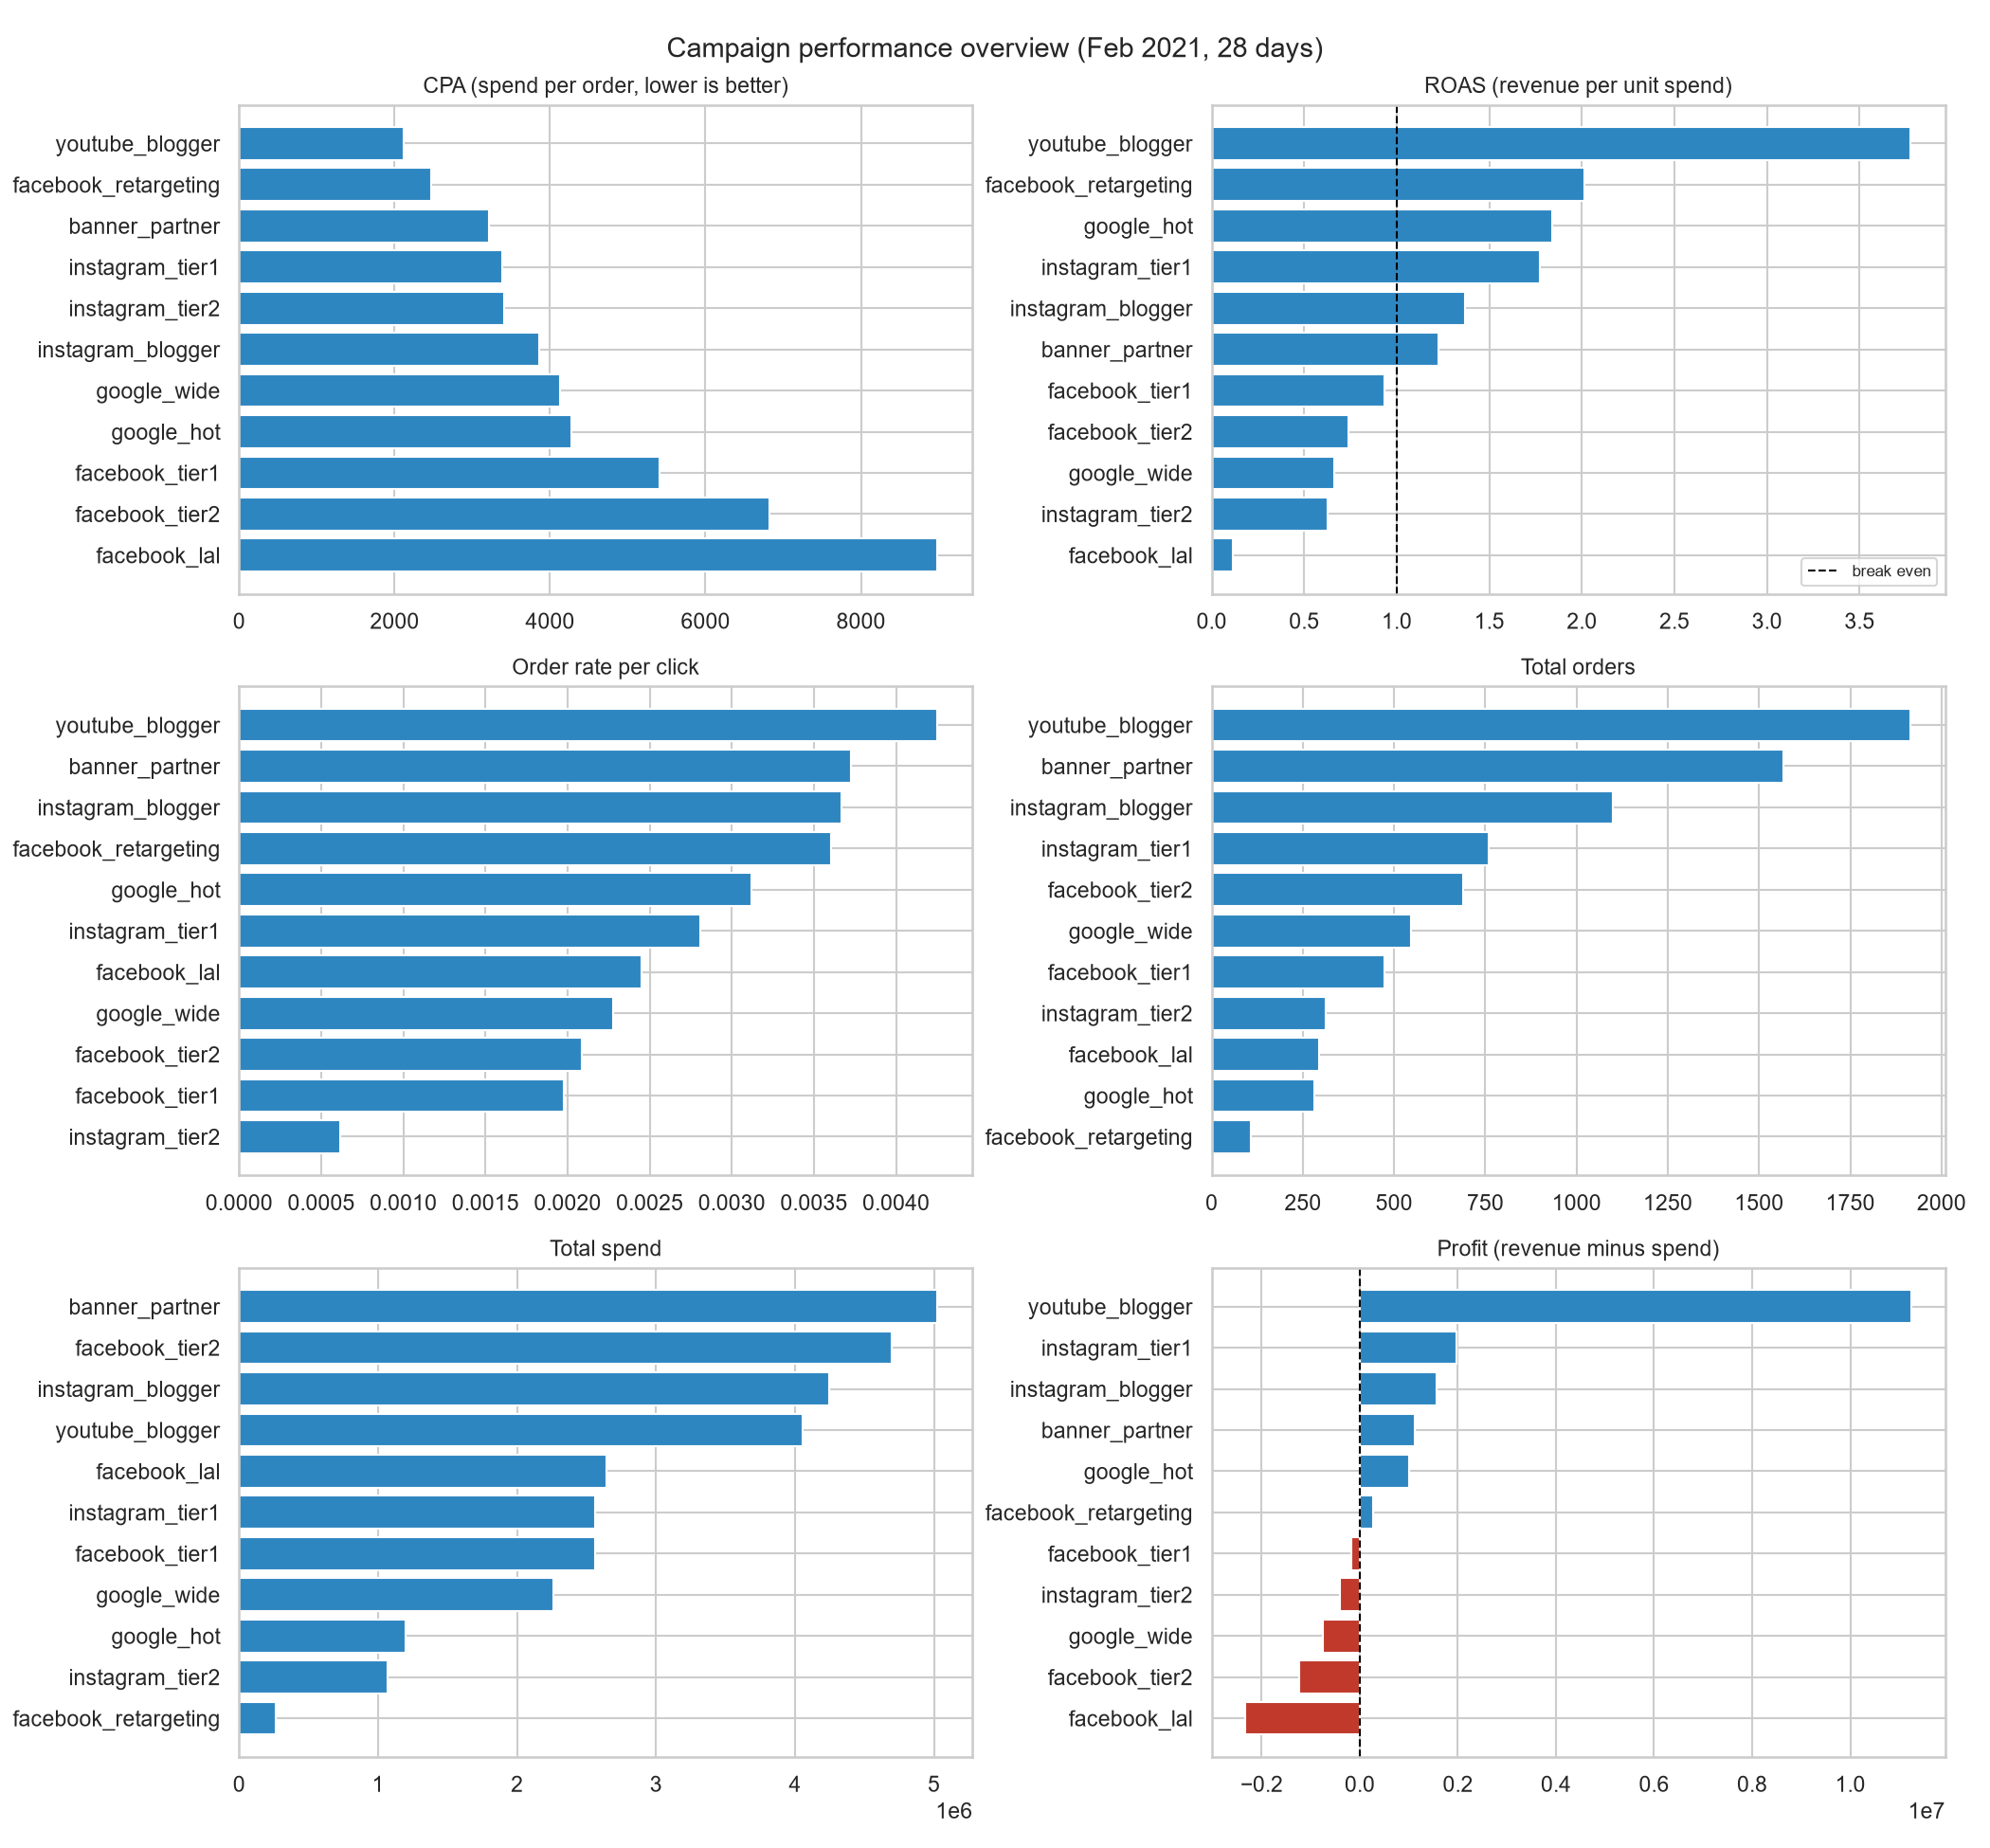 Campaign performance overview (Feb 2021, 28 days)
CPA (spend per order, lower is better)
youtube_blogger
facebook_retargeting
banner_partner
instagram_tier1
instagram_tier2
instagram_blogger
google_wide
google_hot
facebook_tier1
facebook_tier2
facebook_lal
0 2000 4000 6000 8000
ROAS (revenue per unit spend)
youtube_blogger
facebook_retargeting
google_hot
instagram_tier1
instagram_blogger
banner_partner
facebook_tier1
facebook_tier2
google_wide
instagram_tier2
facebook_lal
break even
0.0 0.5 1.0 1.5 2.0 2.5 3.0 3.5
Order rate per click
youtube_blogger
banner_partner
instagram_blogger
facebook_retargeting
google_hot
instagram_tier1
facebook_lal
google_wide
facebook_tier2
facebook_tier1
instagram_tier2
0.0000 0.0005 0.0010 0.0015 0.0020 0.0025 0.0030 0.0035 0.0040
Total orders
youtube_blogger
banner_partner
instagram_blogger
instagram_tier1
facebook_tier2
google_wide
facebook_tier1
instagram_tier2
facebook_lal
google_hot
facebook_retargeting
0 250 500 750 1000 1250 1500 1750 2000
Total spend
banner_partner
facebook_tier2
instagram_blogger
youtube_blogger
facebook_lal
instagram_tier1
facebook_tier1
google_wide
google_hot
instagram_tier2
facebook_retargeting
0 1 2 3 4 5
1e6
Profit (revenue minus spend)
youtube_blogger
instagram_tier1
instagram_blogger
banner_partner
google_hot
facebook_retargeting
facebook_tier1
instagram_tier2
google_wide
facebook_tier2
facebook_lal
−0.2 0.0 0.2 0.4 0.6 0.8 1.0
1e7